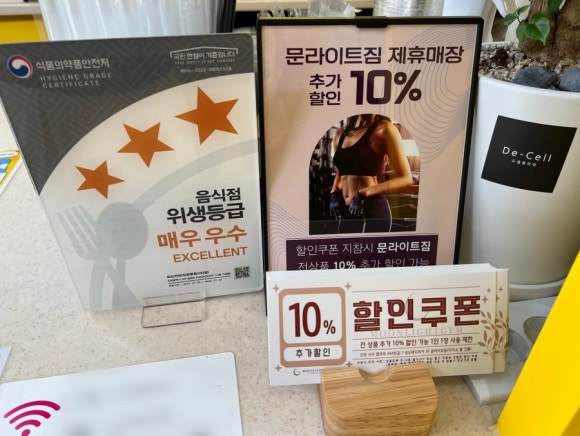 식품의약품안전처
HYGIENE GRADE
CERTIFICATE
국민 안심이 기준입니다
음식점
위생등급
매우 우수
EXCELLENT
문라이트짐 제휴매장
추가
할인
10%
할인쿠폰 지참시 문라이트짐
전상품 10% 추가 할인 가능
De-Cell
10%
추가할인
할인쿠폰
MOONLIGHTGYM
전 상품 추가 10% 할인 가능 1인 1장 사용 제한